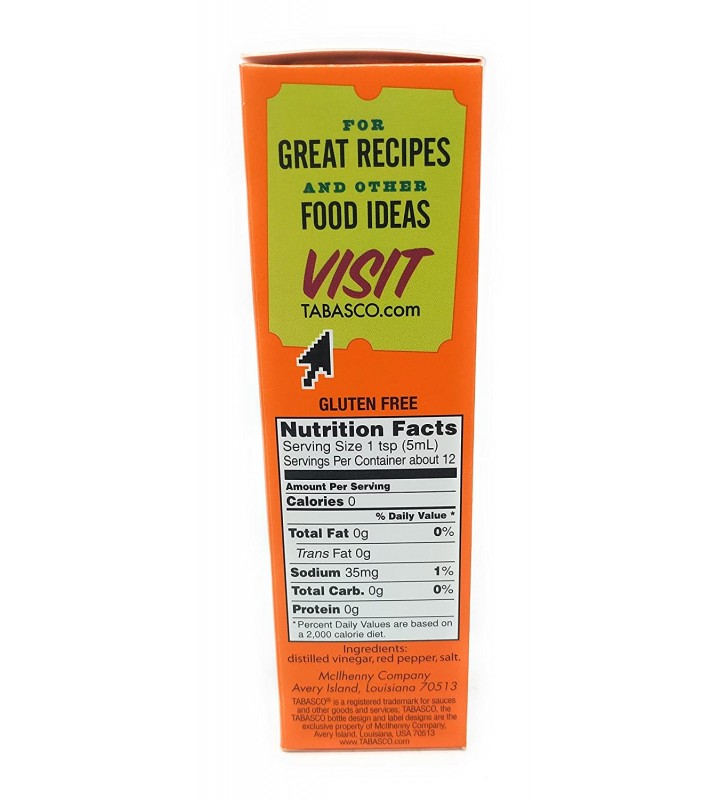 FOR
GREAT RECIPES
AND OTHER
FOOD IDEAS
VISIT
TABASCO.com
GLUTEN FREE
Nutrition Facts
Serving Size 1 tsp (5mL)
Servings Per Container about 12
Amount Per Serving
Calories 0
% Daily Value *
Total Fat 0g 0%
Trans Fat 0g
Sodium 35mg 1%
Total Carb. 0g 0%
Protein 0g
*Percent Daily Values are based on
a 2,000 calorie diet.
Ingredients:
distilled vinegar, red pepper, salt.
McIlhenny Company
Avery Island, Louisiana 70513
TABASCO® is a registered trademark for sauces
and other goods and services; TABASCO, the
TABASCO bottle design and label designs are the
exclusive property of McIlhenny Company,
Avery Island, Louisiana, USA 70513
www.TABASCO.com